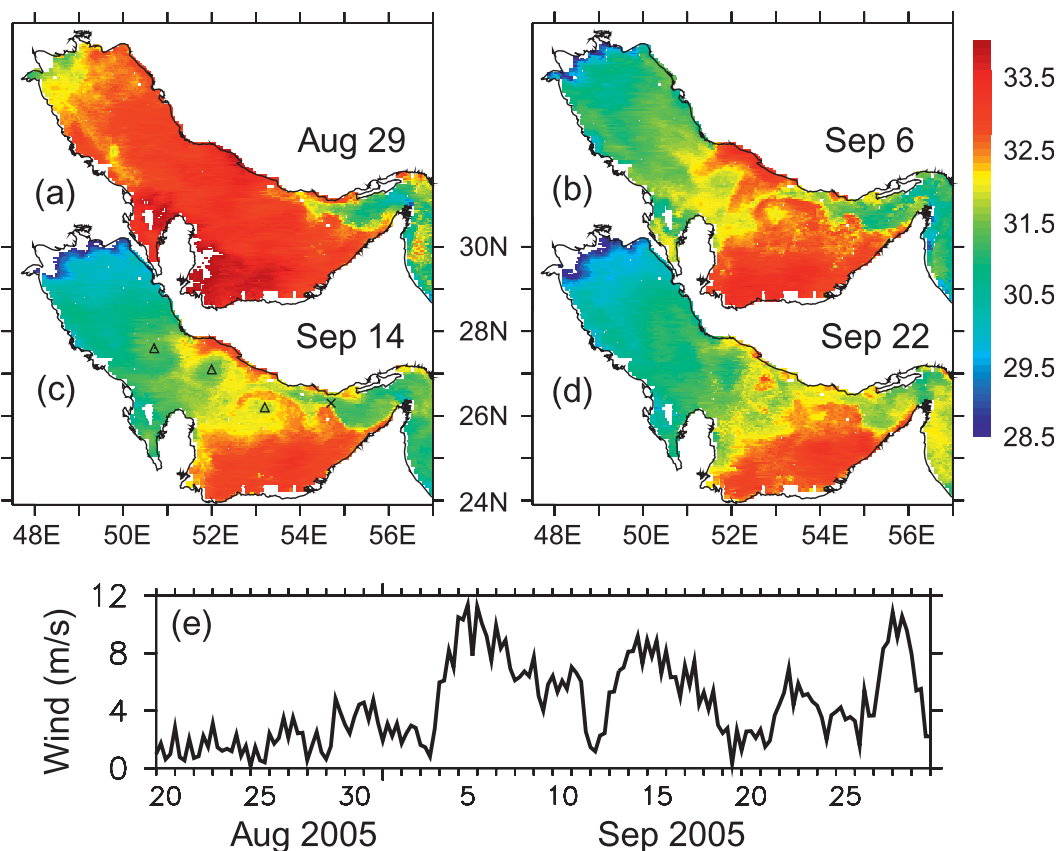 Aug 29
(a)
Sep 6
(b)
33.5
32.5
31.5
30.5
29.5
28.5
30N
28N
26N
24N
Sep 14
(c)
Sep 22
(d)
48E 50E 52E 54E 56E
48E 50E 52E 54E 56E
(e)
Wind (m/s)
12
8
4
0
20 25 30 5 10 15 20 25
Aug 2005 Sep 2005